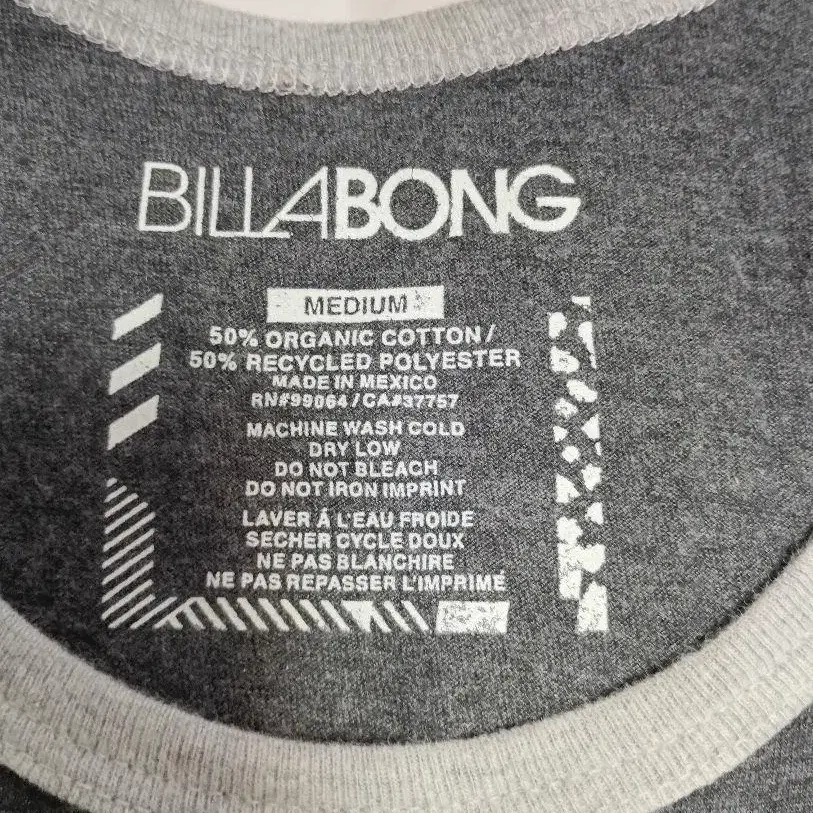 BILLABONG
MEDIUM
50% ORGANIC COTTON /
50% RECYCLED POLYESTER
MADE IN MEXICO
RN#99064 / CA#37757
MACHINE WASH COLD
DRY LOW
DO NOT BLEACH
DO NOT IRON IMPRINT
LAVER Á L'EAU FROIDE
SECHER CYCLE DOUX
NE PAS BLANCHIRE
NE PAS REPASSER L'IMPRIMÉ